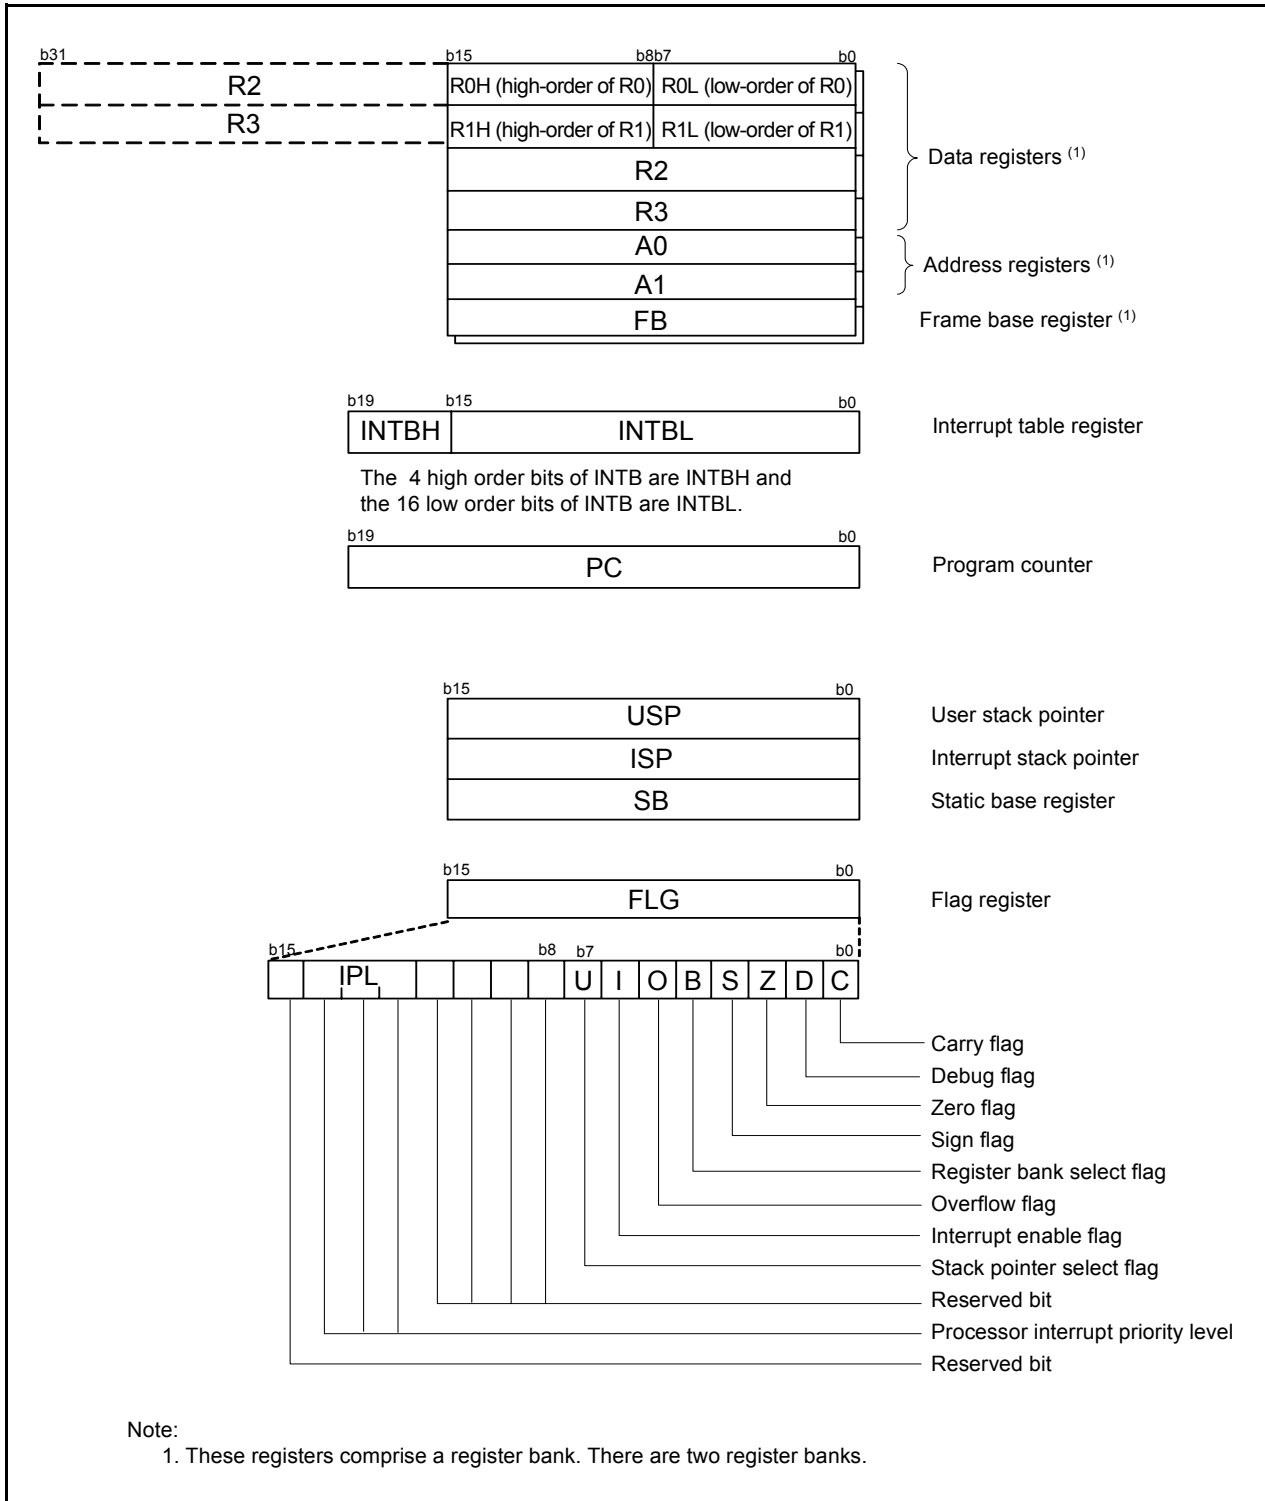 b31 b15 b8b7 b0
R2 R0H (high-order of R0) R0L (low-order of R0)
R3 R1H (high-order of R1) R1L (low-order of R1)
Data registers (1)
R2
R3
A0
Address registers (1)
A1
FB Frame base register (1)
b19 b15 b0
INTBH INTBL Interrupt table register
The 4 high order bits of INTB are INTBH and
the 16 low order bits of INTB are INTBL.
b19 b0
PC Program counter
b15 b0
USP User stack pointer
ISP Interrupt stack pointer
SB Static base register
b15 b0
FLG Flag register
b15 b8 b7 b0
IPL U I O B S Z D C
Carry flag
Debug flag
Zero flag
Sign flag
Register bank select flag
Overflow flag
Interrupt enable flag
Stack pointer select flag
Reserved bit
Processor interrupt priority level
Reserved bit
Note:
1. These registers comprise a register bank. There are two register banks.